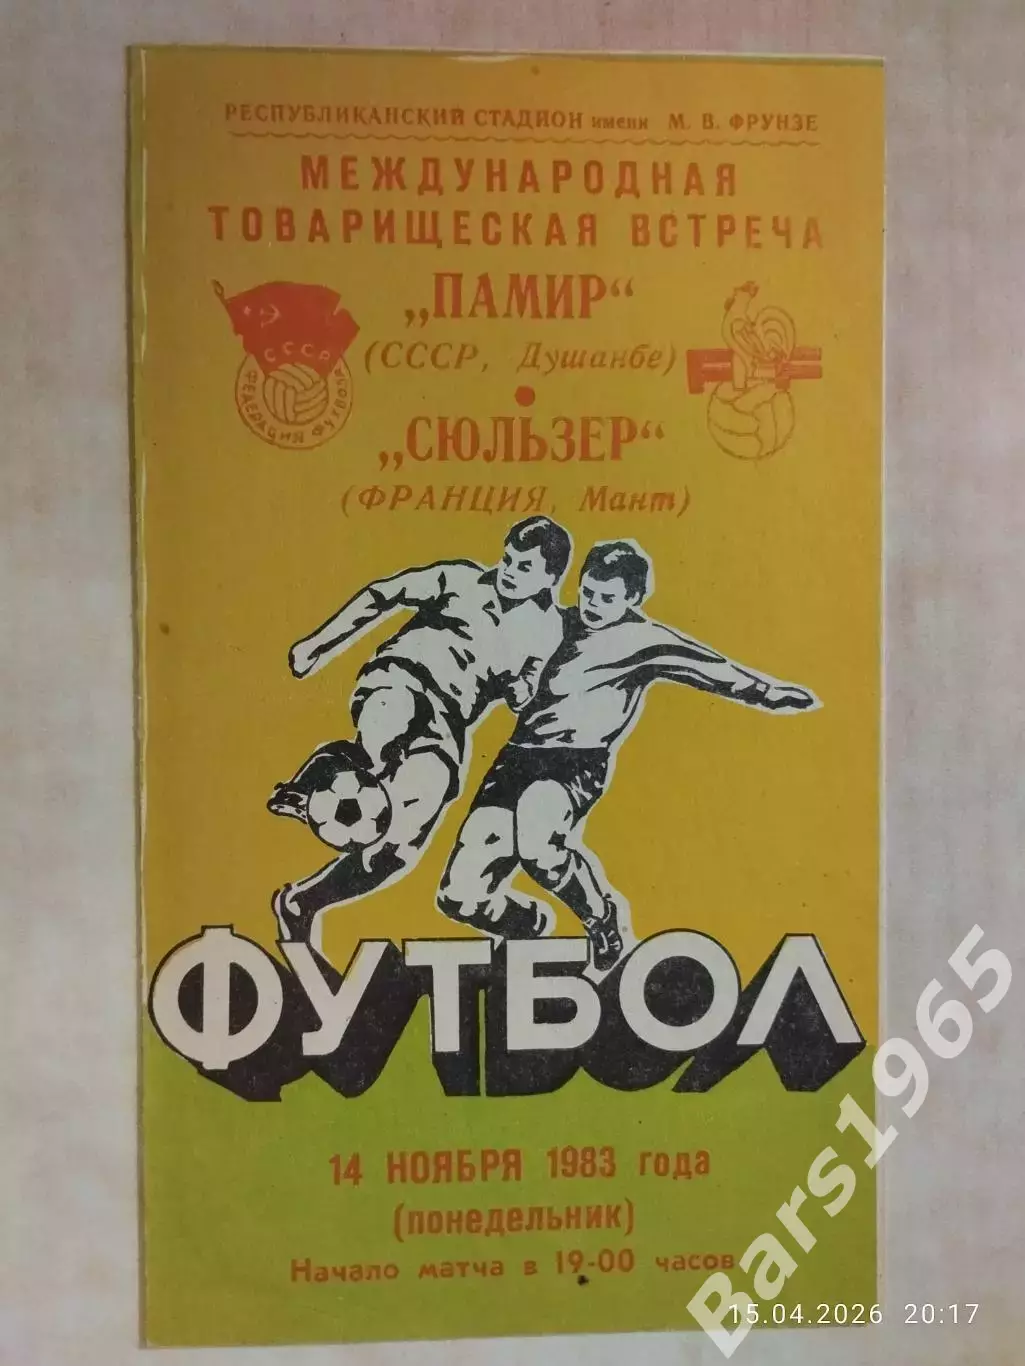 РЕСПУБЛИКАНСКИЙ СТАДИОН имени М. В. ФРУНЗЕ
МЕЖДУНАРОДНАЯ
ТОВАРИЩЕСКАЯ ВСТРЕЧА
„ПАМИР“
(СССР, Душанбе)
СССР
ФЕДЕРАЦИЯ ФУТБОЛА
„СЮЛЬЗЕР“
(ФРАНЦИЯ, Мант)
ФУТБОЛ
14 НОЯБРЯ 1983 года
(понедельник)
Начало матча в 19-00 часов
Bars1965
15.04.2026 20:17